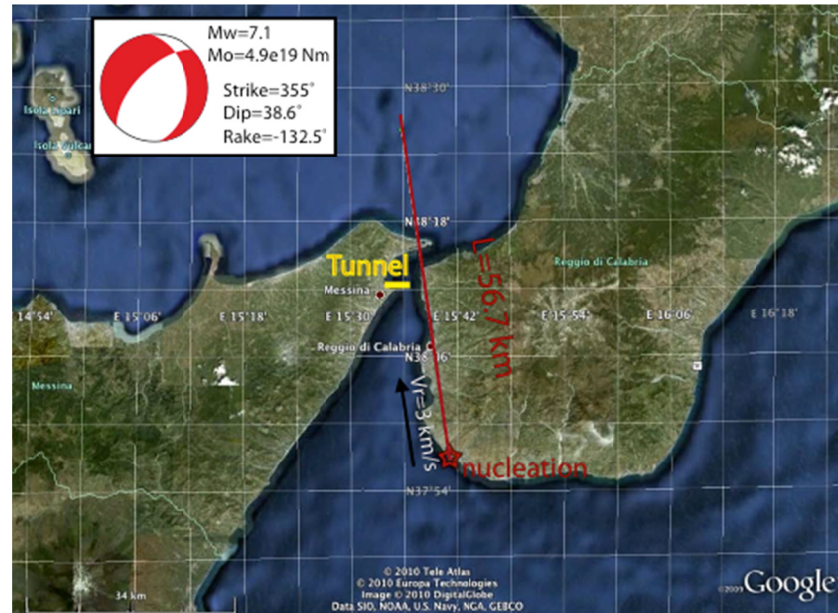 Mw=7.1
Mo=4.9e19 Nm
Strike=355°
Dip=38.6°
Rake=-132.5°
N38°30'
Isola Lipari
Isola Vulcano
N38°18'
Tunnel
L=56.7 km
Reggio di Calabria
Messina
14°54'
E 15°06'
E 15°18'
E 15°30'
E 15°42'
E 15°54'
E 16°06'
E 16°18'
Reggio di Calabria
N38°06'
Messina
Vr=3 km/s
nucleation
N37°54'
34 km
© 2010 Tele Atlas
© 2010 Europa Technologies
Image © 2010 DigitalGlobe
Data SIO, NOAA, U.S. Navy, NGA, GEBCO
©2009 Google